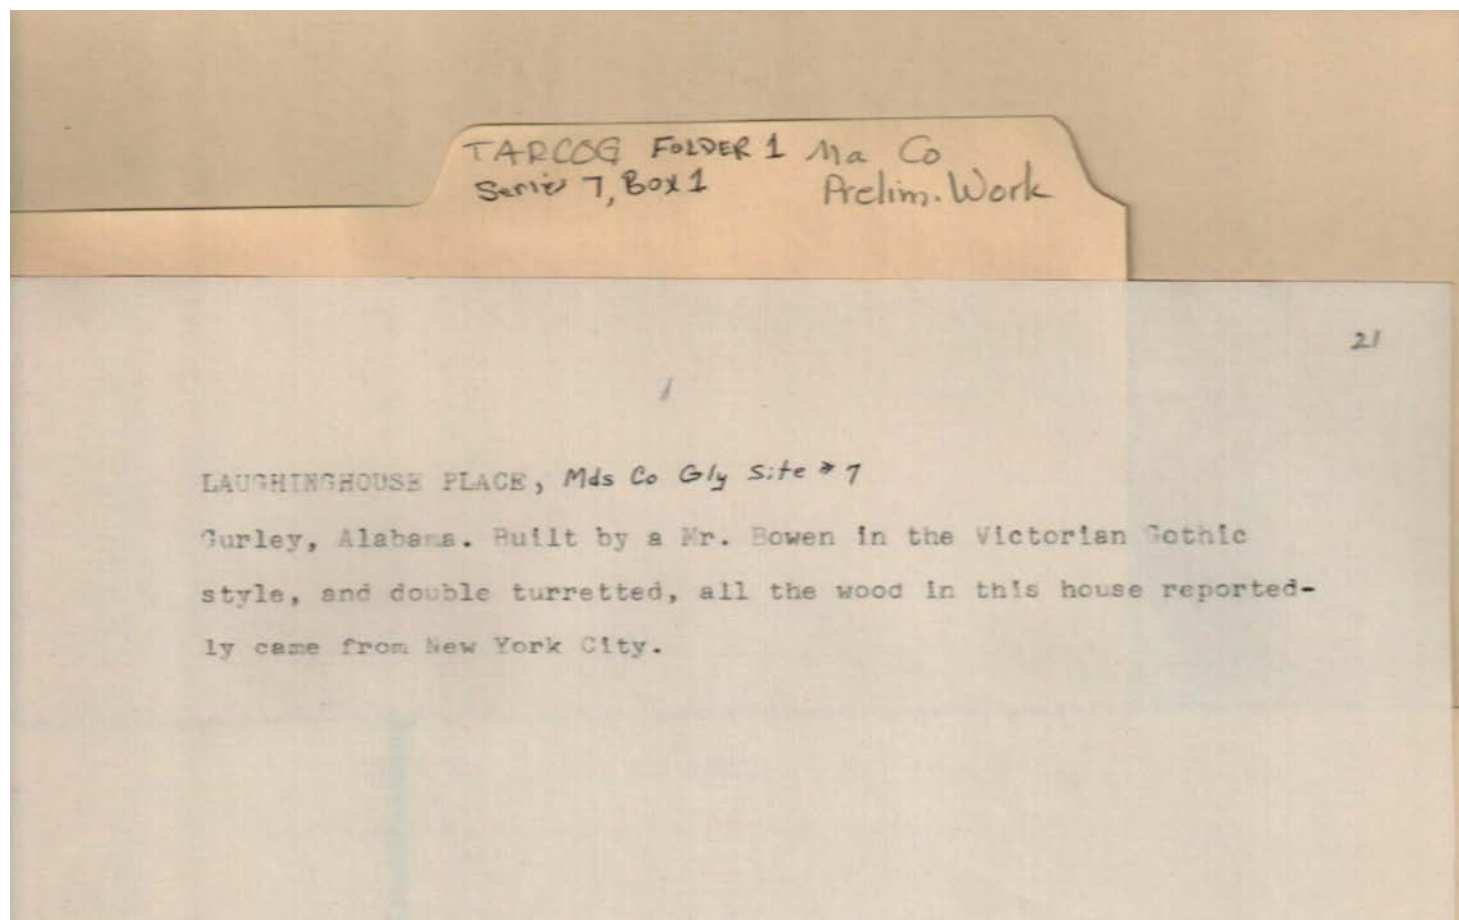 TARCOG FOLDER 1 Ma Co
Series 7, Box 1 Prelim. Work
21
LAUGHINGHOUSE PLACE, Mds Co Gly Site # 7
Gurley, Alabama. Built by a Mr. Bowen in the Victorian Gothic
style, and double turretted, all the wood in this house reported-
ly came from New York City.